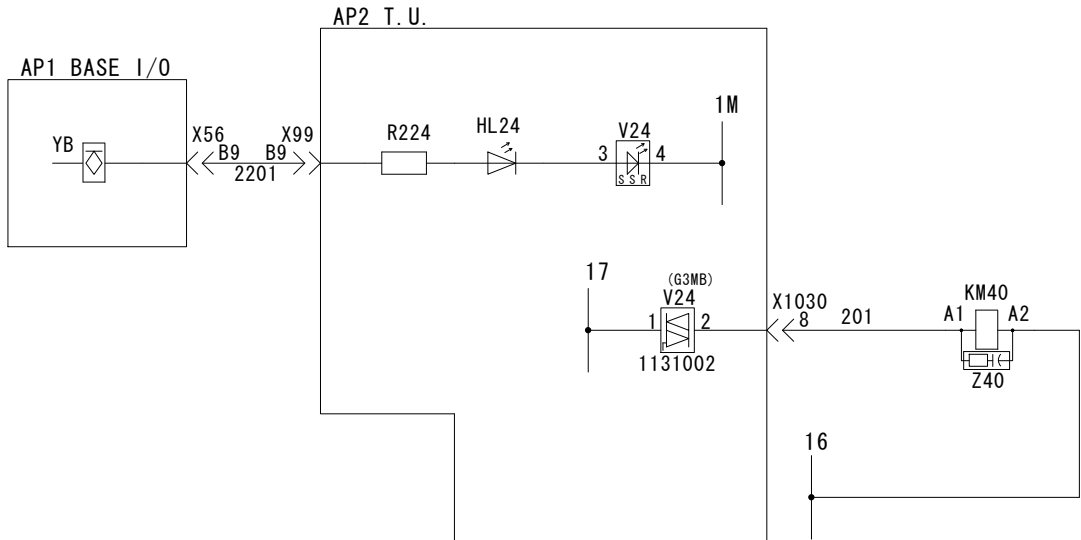 AP2 T.U.
AP1 BASE I/O
YB
X56
B9
B9
X99
2201
R224
HL24
V24
3
4
SSR
1M
17
(G3MB)
V24
1
2
1131002
X1030
8
201
KM40
A1
A2
Z40
16